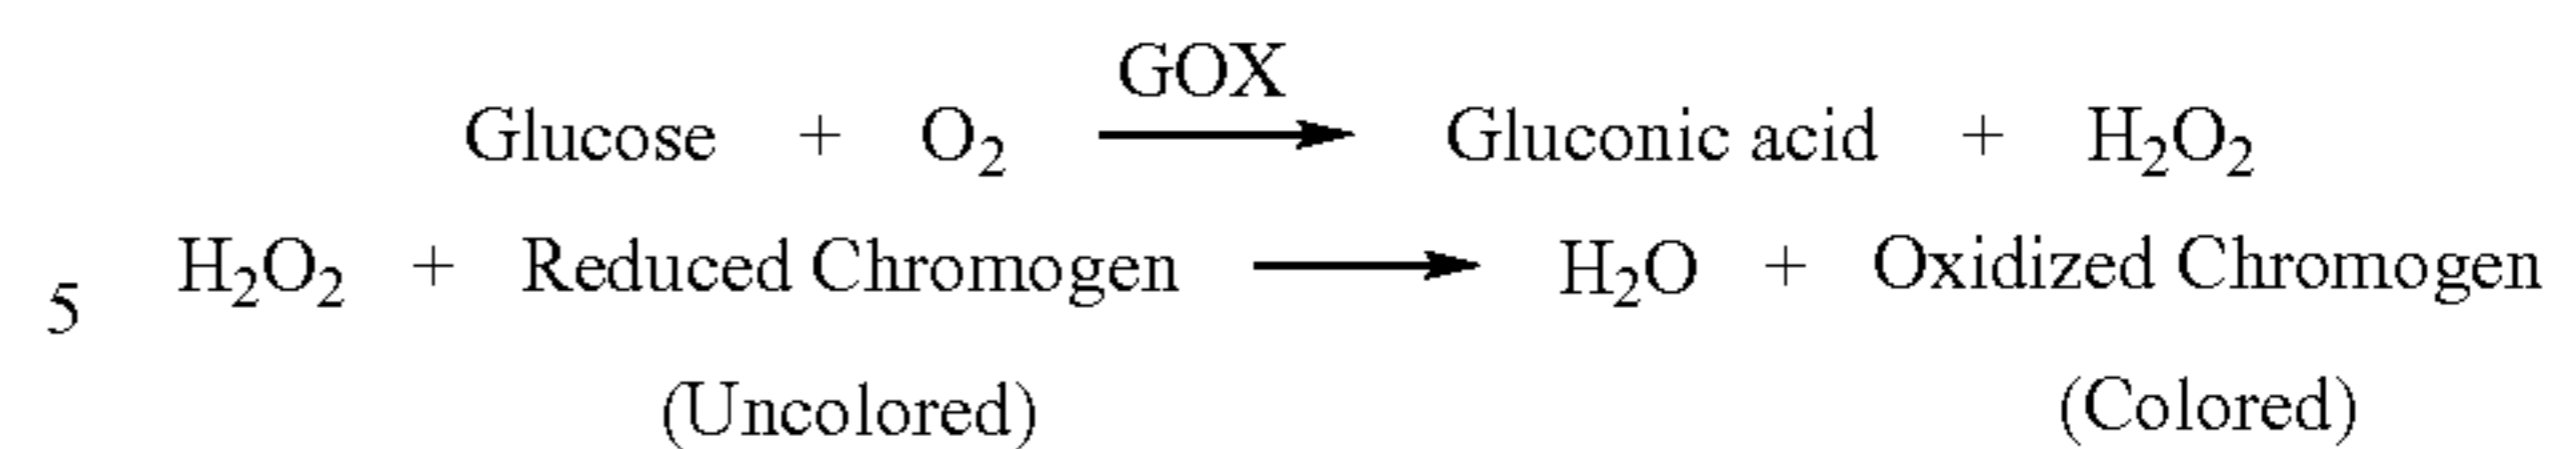 GOX
Glucose + O₂ ⟶ Gluconic acid + H₂O₂
5 H₂O₂ + Reduced Chromogen ⟶ H₂O + Oxidized Chromogen
(Uncolored) (Colored)